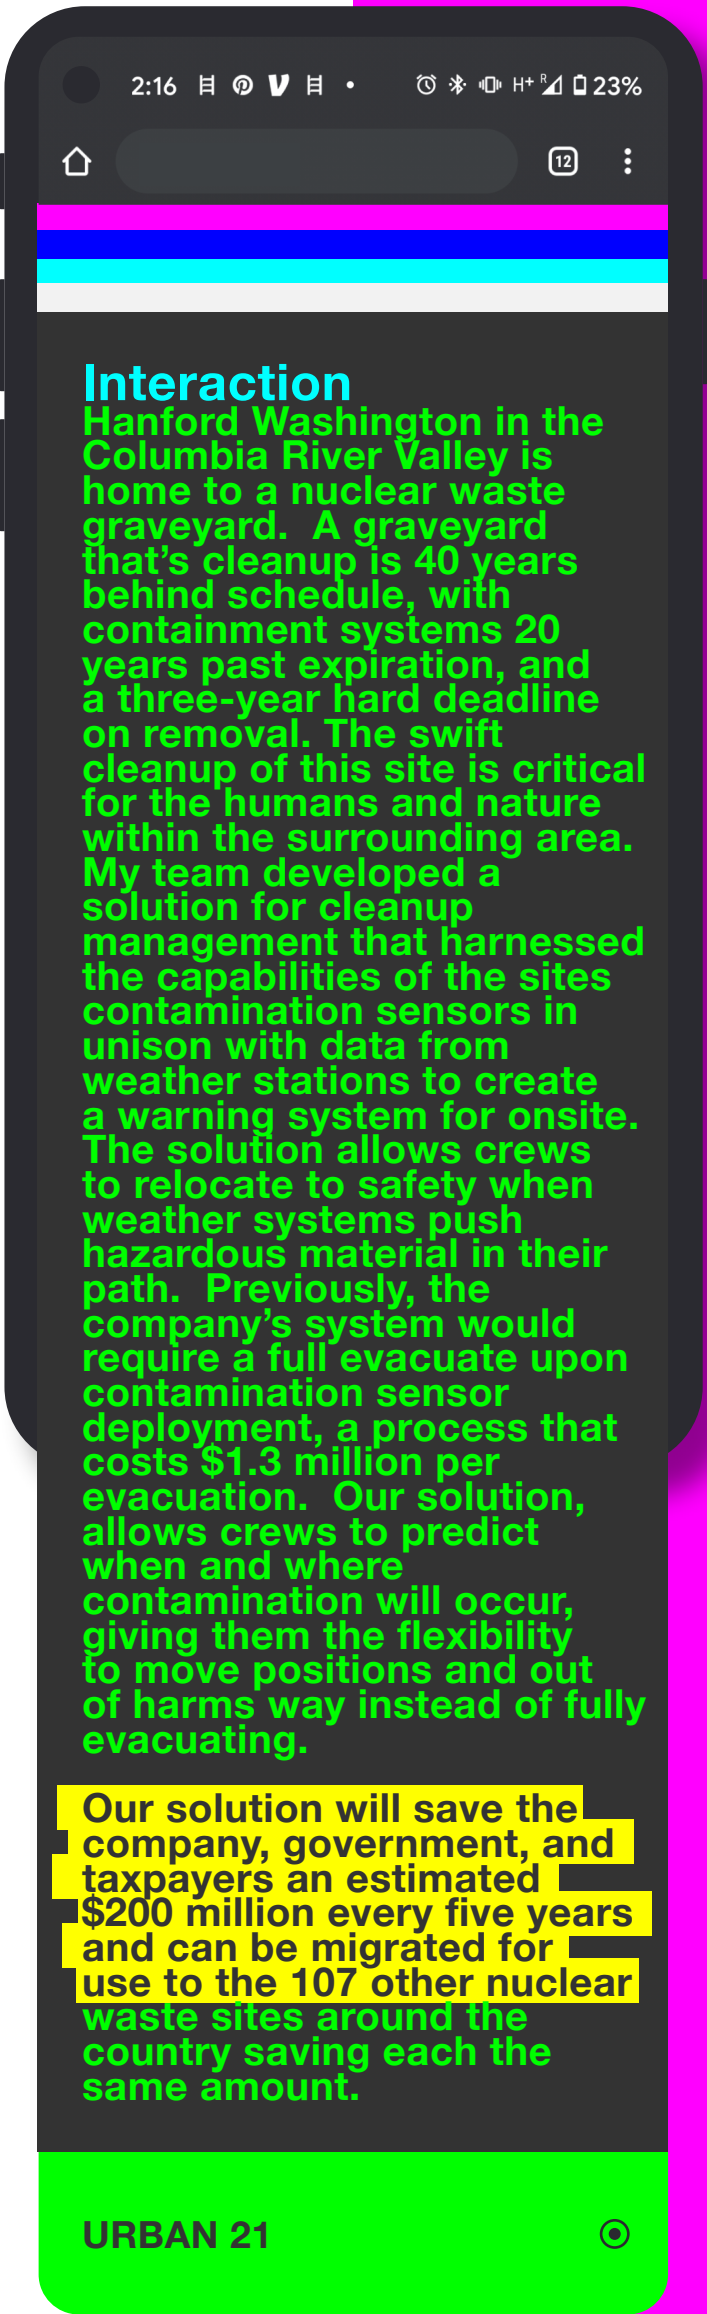 2:16
H+ R 23%
12
Interaction
Hanford Washington in the
Columbia River Valley is
home to a nuclear waste
graveyard.  A graveyard
that’s cleanup is 40 years
behind schedule, with
containment systems 20
years past expiration, and
a three-year hard deadline
on removal. The swift
cleanup of this site is critical
for the humans and nature
within the surrounding area.
My team developed a
solution for cleanup
management that harnessed
the capabilities of the sites
contamination sensors in
unison with data from
weather stations to create
a warning system for onsite.
The solution allows crews
to relocate to safety when
weather systems push
hazardous material in their
path.  Previously, the
company’s system would
require a full evacuate upon
contamination sensor
deployment, a process that
costs $1.3 million per
evacuation.  Our solution,
allows crews to predict
when and where
contamination will occur,
giving them the flexibility
to move positions and out
of harms way instead of fully
evacuating.
Our solution will save the
company, government, and
taxpayers an estimated
$200 million every five years
and can be migrated for
use to the 107 other nuclear
waste sites around the
country saving each the
same amount.
URBAN 21